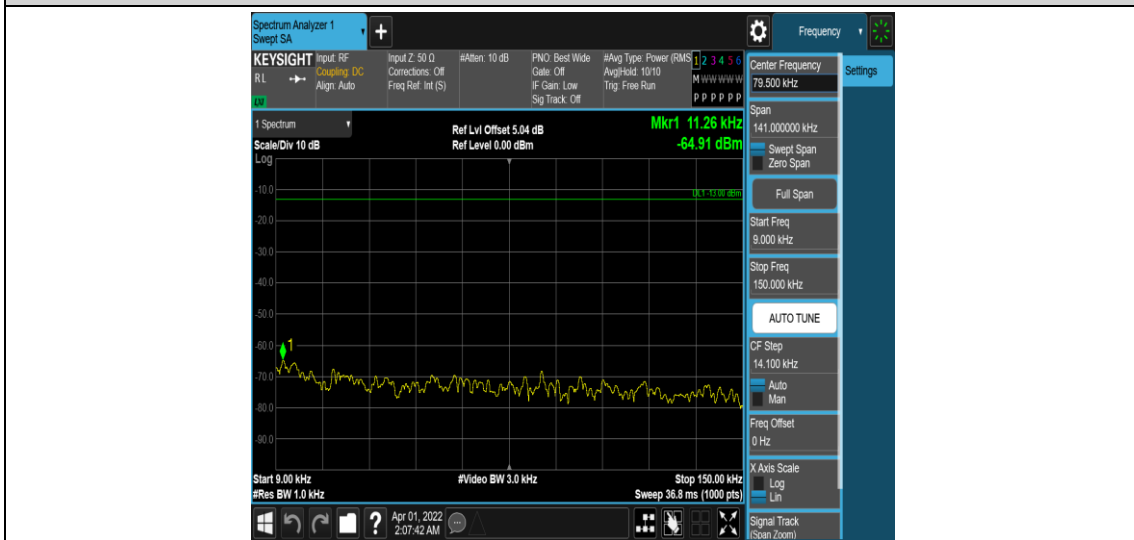 Spectrum Analyzer 1
Swept SA
+
Frequency
KEYSIGHT
RL
LXI
Input: RF
Coupling: DC
Align: Auto
Input Z: 50 Ω
Corrections: Off
Freq Ref: Int (S)
#Atten: 10 dB
PNO: Best Wide
Gate: Off
IF Gain: Low
Sig Track: Off
#Avg Type: Power (RMS
Avg|Hold: 10/10
Trig: Free Run
1 2 3 4 5 6
M W W W W W
P P P P P P
Center Frequency
79.500 kHz
Settings
Span
141.000000 kHz
Swept Span
Zero Span
Full Span
Start Freq
9.000 kHz
Stop Freq
150.000 kHz
AUTO TUNE
CF Step
14.100 kHz
Auto
Man
Freq Offset
0 Hz
X Axis Scale
Log
Lin
Signal Track
(Span Zoom)
1 Spectrum
Scale/Div 10 dB
Log
Ref Lvl Offset 5.04 dB
Ref Level 0.00 dBm
Mkr1 11.26 kHz
-64.91 dBm
DL1 -13.00 dBm
-10.0
-20.0
-30.0
-40.0
-50.0
-60.0
1
-70.0
-80.0
-90.0
Start 9.00 kHz
#Res BW 1.0 kHz
#Video BW 3.0 kHz
Stop 150.00 kHz
Sweep 36.8 ms (1000 pts)
?
Apr 01, 2022
2:07:42 AM